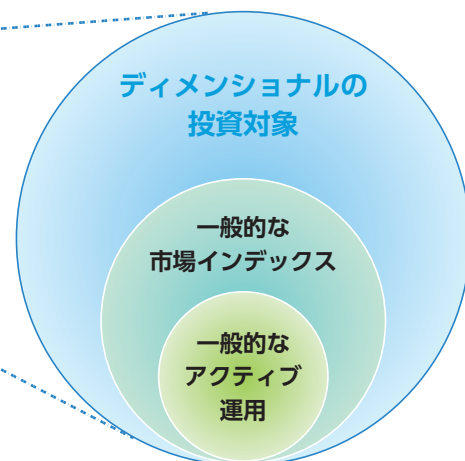 ディメンショナルの
投資対象
一般的な
市場インデックス
一般的な
アクティブ
運用